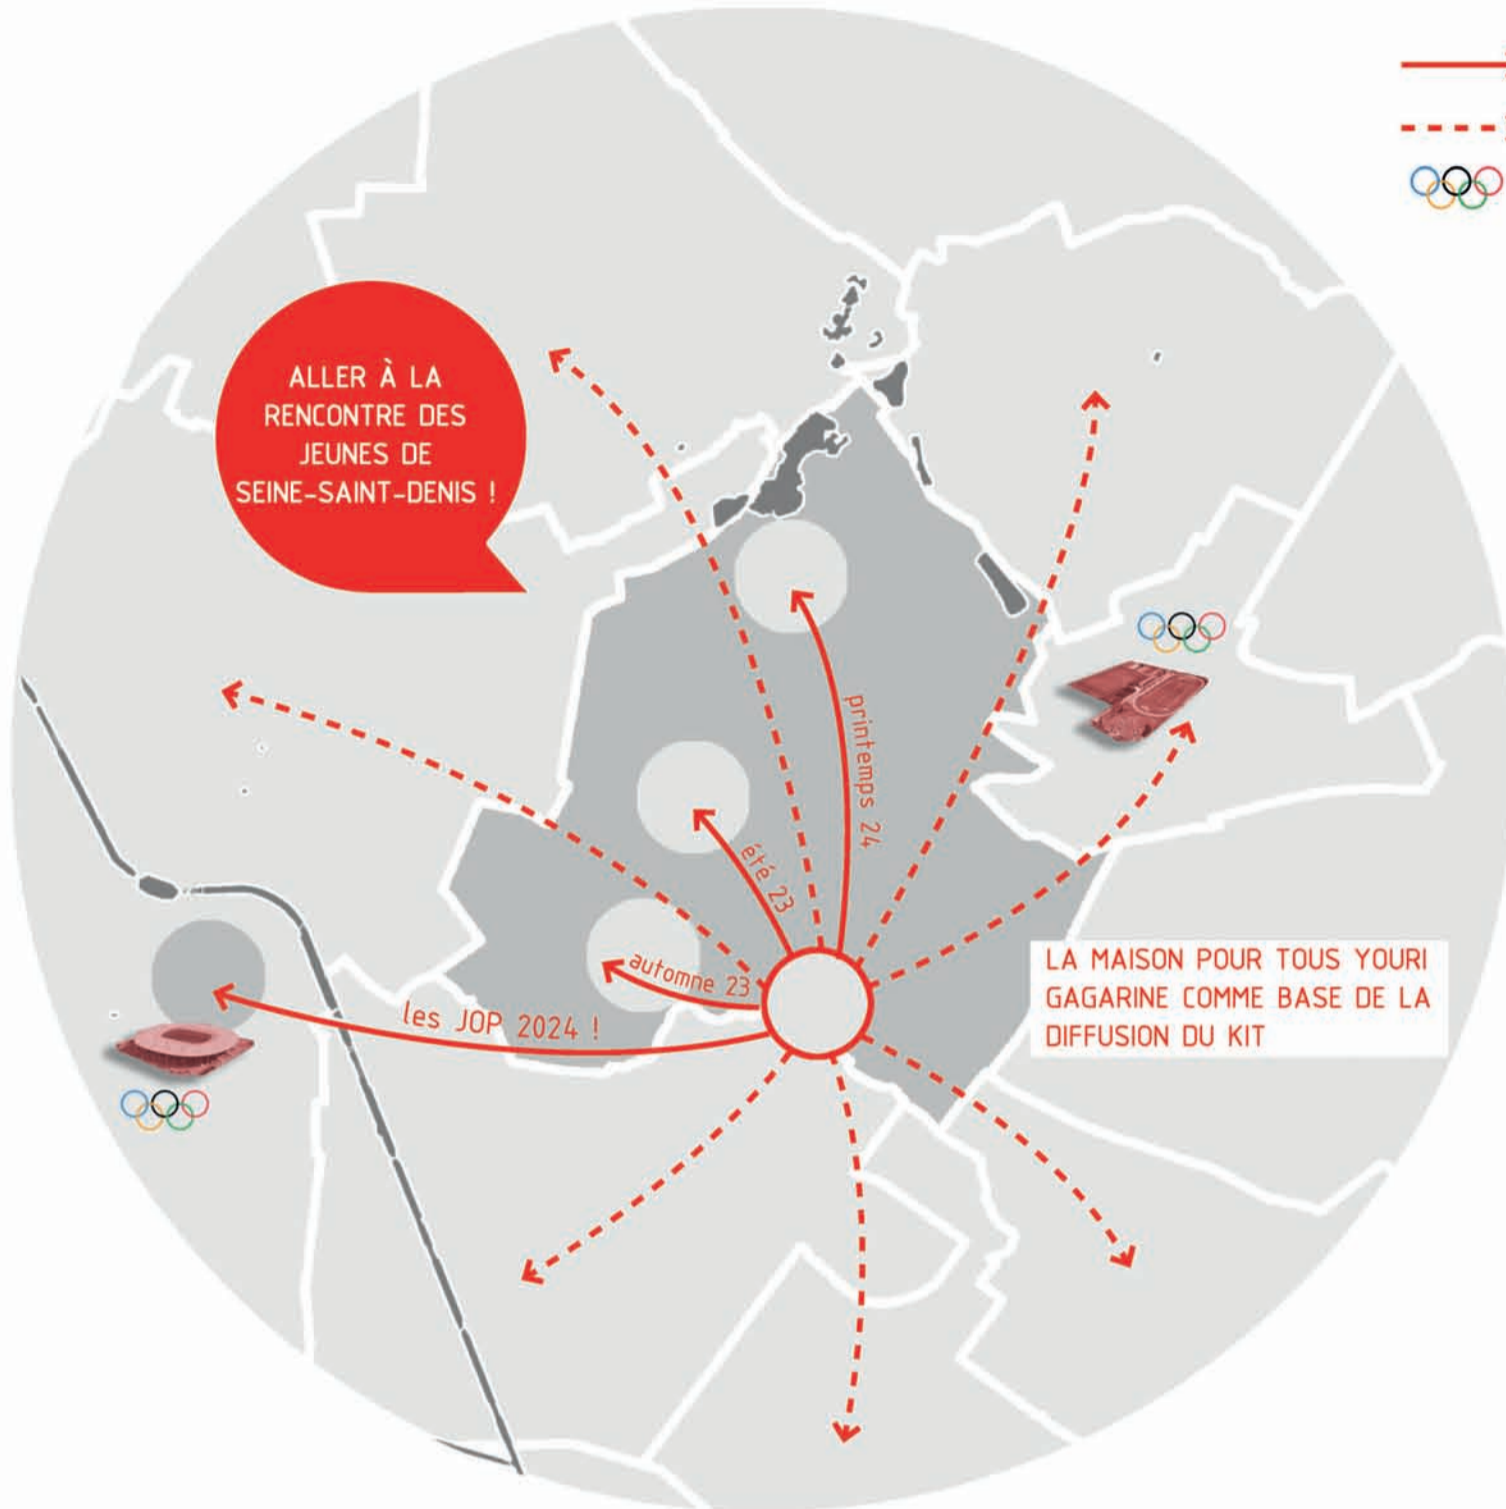 ALLER À LA
RENCONTRE DES
JEUNES DE
SEINE-SAINT-DENIS !
printemps 24
été 23
automne 23
les JOP 2024 !
LA MAISON POUR TOUS YOURI
GAGARINE COMME BASE DE LA
DIFFUSION DU KIT